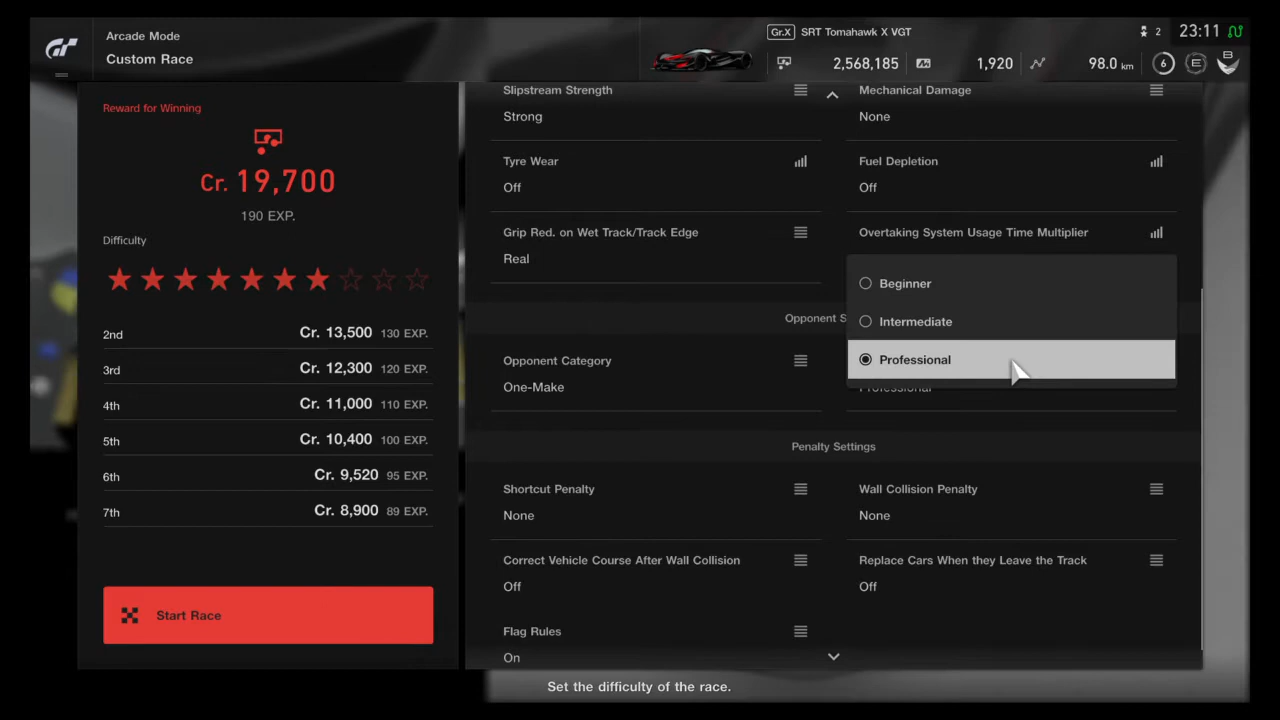 Arcade Mode
Custom Race
Gr.X SRT Tomahawk X VGT
2
23:11
2,568,185
1,920
98.0 km
6
E
B
Reward for Winning
Cr. 19,700
190 EXP.
Difficulty
2nd Cr. 13,500 130 EXP.
3rd Cr. 12,300 120 EXP.
4th Cr. 11,000 110 EXP.
5th Cr. 10,400 100 EXP.
6th Cr. 9,520 95 EXP.
7th Cr. 8,900 89 EXP.
Start Race
Slipstream Strength
Strong
Mechanical Damage
None
Tyre Wear
Off
Fuel Depletion
Off
Grip Red. on Wet Track/Track Edge
Real
Overtaking System Usage Time Multiplier
Beginner
Intermediate
Professional
Opponent S
Opponent Category
One-Make
Professional
Penalty Settings
Shortcut Penalty
None
Wall Collision Penalty
None
Correct Vehicle Course After Wall Collision
Off
Replace Cars When they Leave the Track
Off
Flag Rules
On
Set the difficulty of the race.